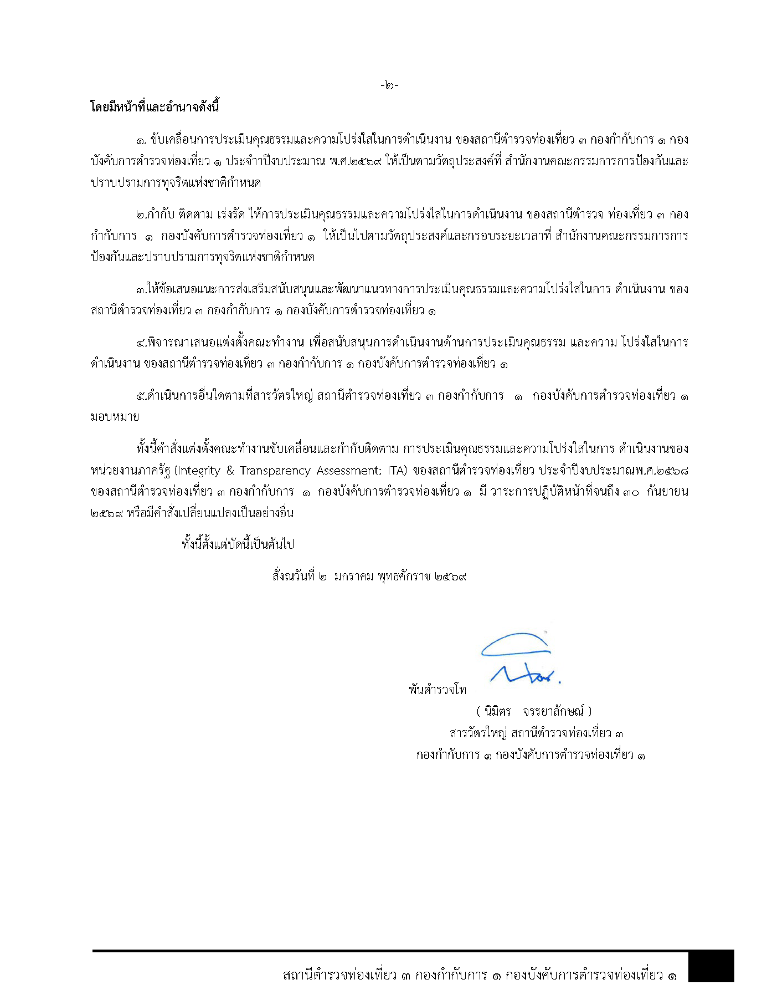 -๒-
โดยมีหน้าที่และอำนาจดังนี้
๑. ขับเคลื่อนการประเมินคุณธรรมและความโปร่งใสในการดำเนินงาน ของสถานีตำรวจท่องเที่ยว ๓ กองกำกับการ ๑ กอง
บังคับการตำรวจท่องเที่ยว ๑ ประจำาปีงบประมาณ พ.ศ.๒๕๖๙ ให้เป็นตามวัตถุประสงค์ที่ สำนักงานคณะกรรมการการป้องกันและ
ปราบปรามการทุจริตแห่งชาติกำหนด
๒.กำกับ ติดตาม เร่งรัด ให้การประเมินคุณธรรมและความโปร่งใสในการดำเนินงาน ของสถานีตำรวจ ท่องเที่ยว ๓ กอง
กำกับการ ๑ กองบังคับการตำรวจท่องเที่ยว ๑ ให้เป็นไปตามวัตถุประสงค์และกรอบระยะเวลาที่ สำนักงานคณะกรรมการการ
ป้องกันและปราบปรามการทุจริตแห่งชาติกำหนด
๓.ให้ข้อเสนอแนะการส่งเสริมสนับสนุนและพัฒนาแนวทางการประเมินคุณธรรมและความโปร่งใสในการ ดำเนินงาน ของ
สถานีตำรวจท่องเที่ยว ๓ กองกำกับการ ๑ กองบังคับการตำรวจท่องเที่ยว ๑
๔.พิจารณาเสนอแต่งตั้งคณะทำงาน เพื่อสนับสนุนการดำเนินงานด้านการประเมินคุณธรรม และความ โปร่งใสในการ
ดำเนินงาน ของสถานีตำรวจท่องเที่ยว ๓ กองกำกับการ ๑ กองบังคับการตำรวจท่องเที่ยว ๑
๕.ดำเนินการอื่นใดตามที่สารวัตรใหญ่ สถานีตำรวจท่องเที่ยว ๓ กองกำกับการ ๑ กองบังคับการตำรวจท่องเที่ยว ๑
มอบหมาย
ทั้งนี้คำสั่งแต่งตั้งคณะทำงานขับเคลื่อนและกำกับติดตาม การประเมินคุณธรรมและความโปร่งใสในการ ดำเนินงานของ
หน่วยงานภาครัฐ (Integrity & Transparency Assessment: ITA) ของสถานีตำรวจท่องเที่ยว ประจำปีงบประมาณพ.ศ.๒๕๖๘
ของสถานีตำรวจท่องเที่ยว ๓ กองกำกับการ ๑ กองบังคับการตำรวจท่องเที่ยว ๑ มี วาระการปฏิบัติหน้าที่จนถึง ๓๐ กันยายน
๒๕๖๙ หรือมีคำสั่งเปลี่ยนแปลงเป็นอย่างอื่น
ทั้งนี้ตั้งแต่บัดนี้เป็นต้นไป
สั่งณวันที่ ๒ มกราคม พุทธศักราช ๒๕๖๙
พันตำรวจโท
( นิมิตร จรรยาลักษณ์ )
สารวัตรใหญ่ สถานีตำรวจท่องเที่ยว ๓
กองกำกับการ ๑ กองบังคับการตำรวจท่องเที่ยว ๑
สถานีตำรวจท่องเที่ยว ๓ กองกำกับการ ๑ กองบังคับการตำรวจท่องเที่ยว ๑